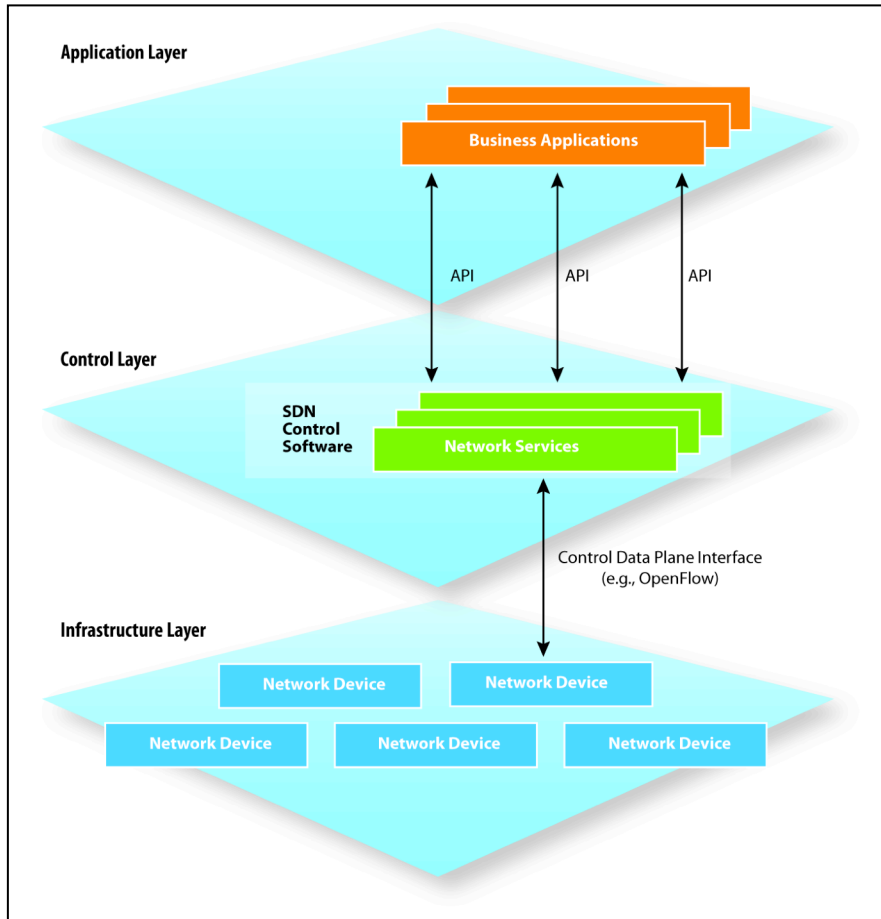 Application Layer
Business Applications
API
API
API
Control Layer
SDN
Control
Software
Network Services
Control Data Plane Interface
(e.g., OpenFlow)
Infrastructure Layer
Network Device
Network Device
Network Device
Network Device
Network Device